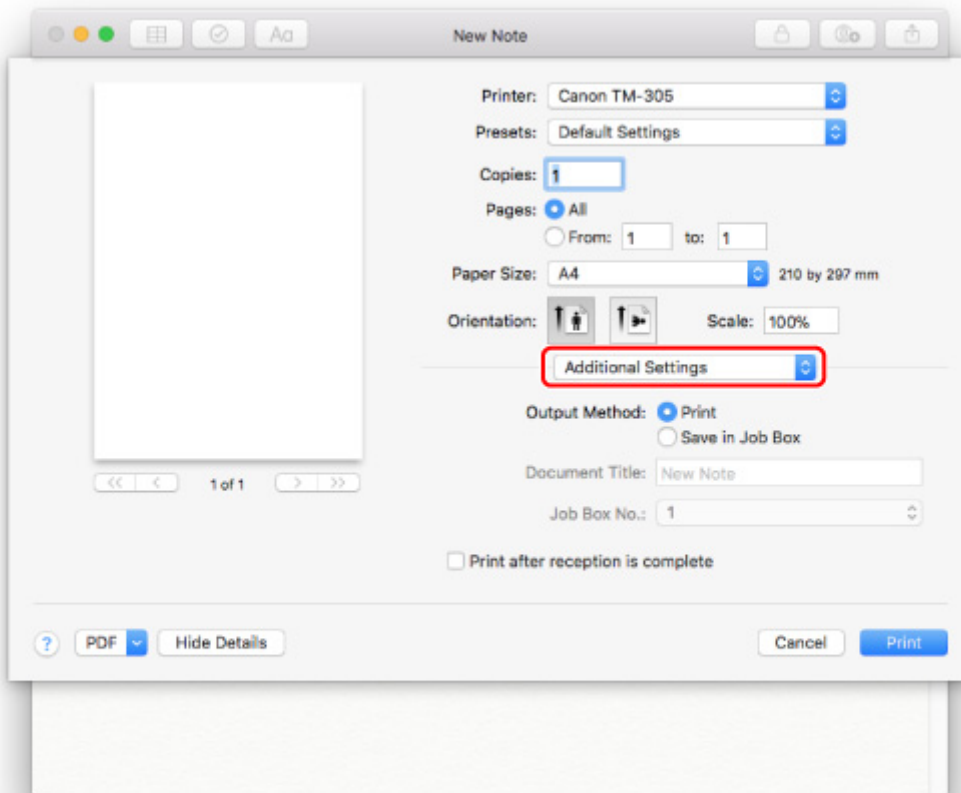 Aa New Note
Printer: Canon TM-305
Presets: Default Settings
Copies: 1
Pages: All
From: 1 to: 1
Paper Size: A4 210 by 297 mm
Orientation: Scale: 100%
Additional Settings
Output Method: Print
Save in Job Box
Document Title: New Note
Job Box No.: 1
Print after reception is complete
<< < 1 of 1 > >>
? PDF Hide Details Cancel Print